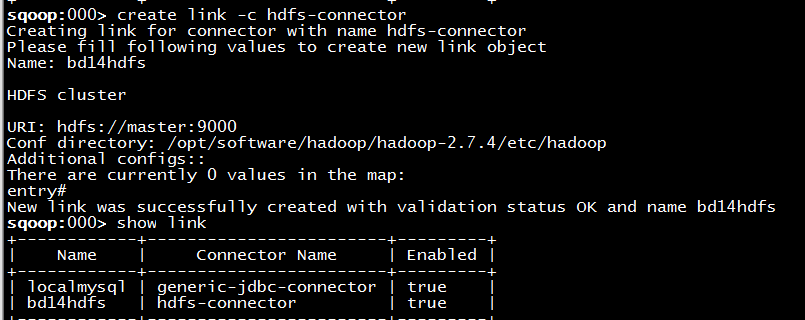 sqoop:000> create link -c hdfs-connector
Creating link for connector with name hdfs-connector
Please fill following values to create new link object
Name: bd14hdfs
HDFS cluster
URI: hdfs://master:9000
Conf directory: /opt/software/hadoop/hadoop-2.7.4/etc/hadoop
Additional configs::
There are currently 0 values in the map:
entry#
New link was successfully created with validation status OK and name bd14hdfs
sqoop:000> show link
+------------+------------------------+---------+
|    Name    |     Connector Name     | Enabled |
+------------+------------------------+---------+
| localmysql | generic-jdbc-connector | true    |
| bd14hdfs   | hdfs-connector         | true    |
+------------+------------------------+---------+